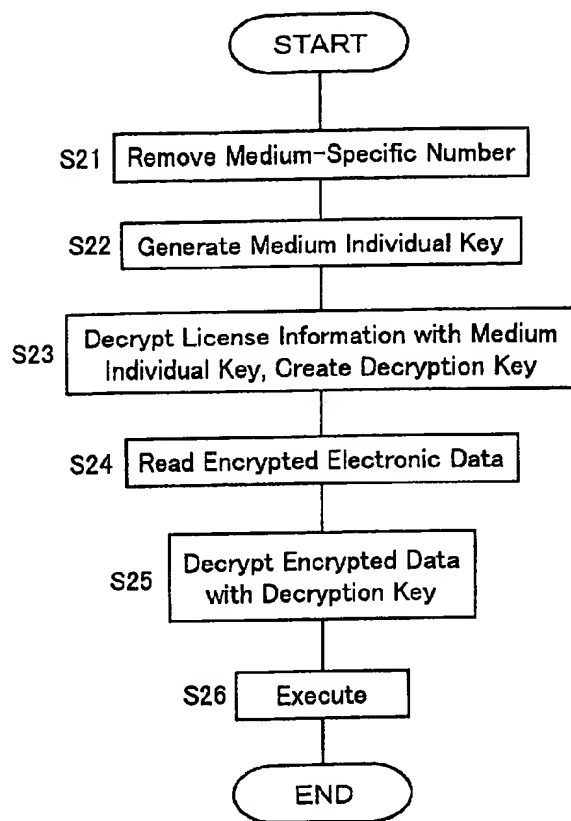 START
S21 Remove Medium-Specific Number
S22 Generate Medium Individual Key
Decrypt License Information with Medium
S23
Individual Key, Create Decryption Key
S24 Read Encrypted Electronic Data
Decrypt Encrypted Data
S25
with Decryption Key
S26 Execute
END